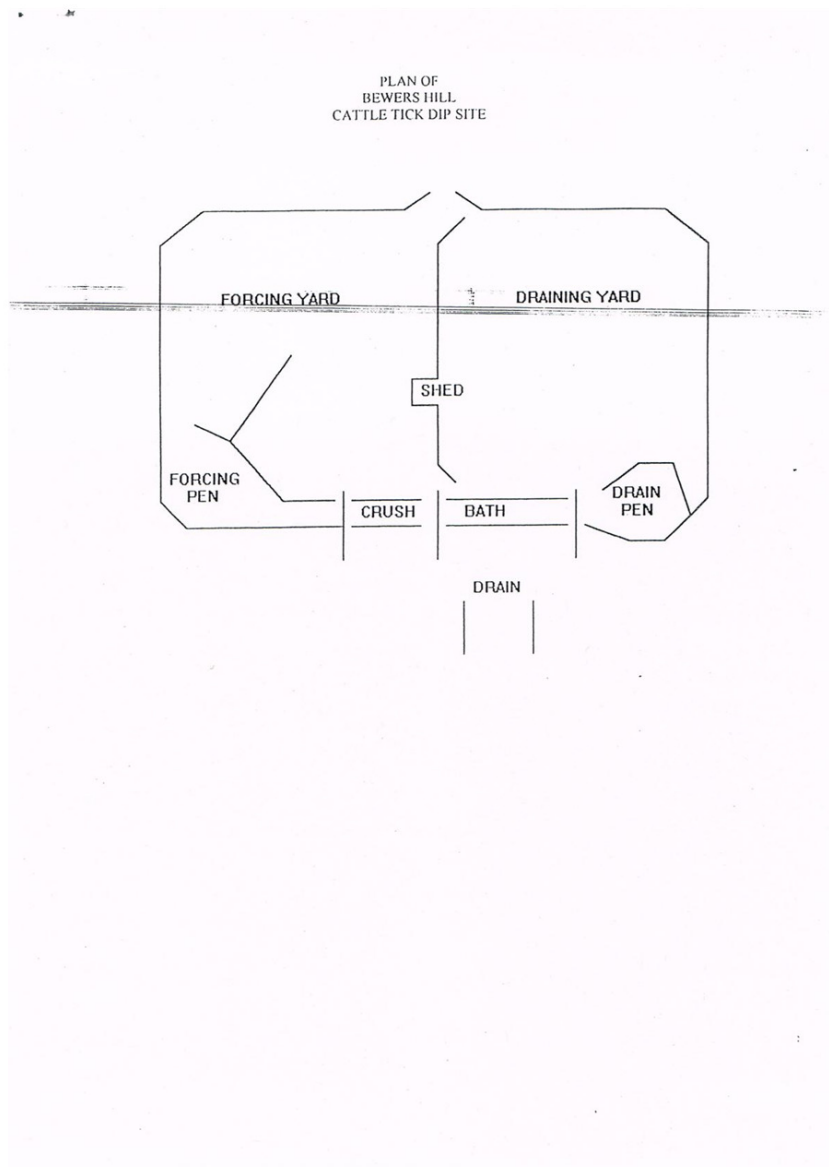 PLAN OF
BEWERS HILL
CATTLE TICK DIP SITE
FORCING YARD
DRAINING YARD
SHED
FORCING
PEN
CRUSH
BATH
DRAIN
PEN
DRAIN